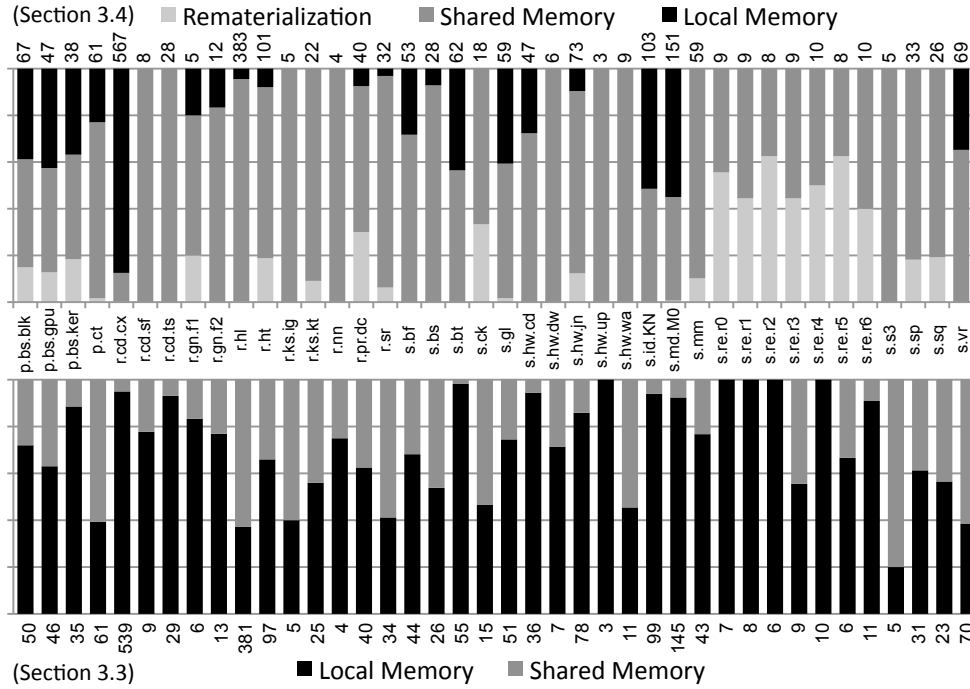 (Section 3.4) Rematerialization Shared Memory Local Memory
67 47 38 61 567 8 28 5 12 383 101 5 22 4 40 32 53 28 62 18 59 47 6 73 3 9 103 151 59 9 9 8 9 10 8 10 5 33 26 69
p.bs.blk p.bs.gpu p.bs.ker p.ct r.cd.cx r.cd.sf r.cd.ts r.gn.f1 r.gn.f2 r.hl r.ht r.ks.ig r.ks.kt r.nn r.pr.dc r.sr s.bf s.bs s.bt s.ck s.gl s.hw.cd s.hw.dw s.hw.jn s.hw.up s.hw.wa s.id.KN s.md.M0 s.mm s.re.r0 s.re.r1 s.re.r2 s.re.r3 s.re.r4 s.re.r5 s.re.r6 s.s3 s.sp s.sq s.vr
50 46 35 61 539 9 29 6 13 381 97 5 25 4 40 34 44 26 55 15 51 36 7 78 3 11 99 145 43 7 8 6 9 10 6 11 5 31 23 70
(Section 3.3) Local Memory Shared Memory